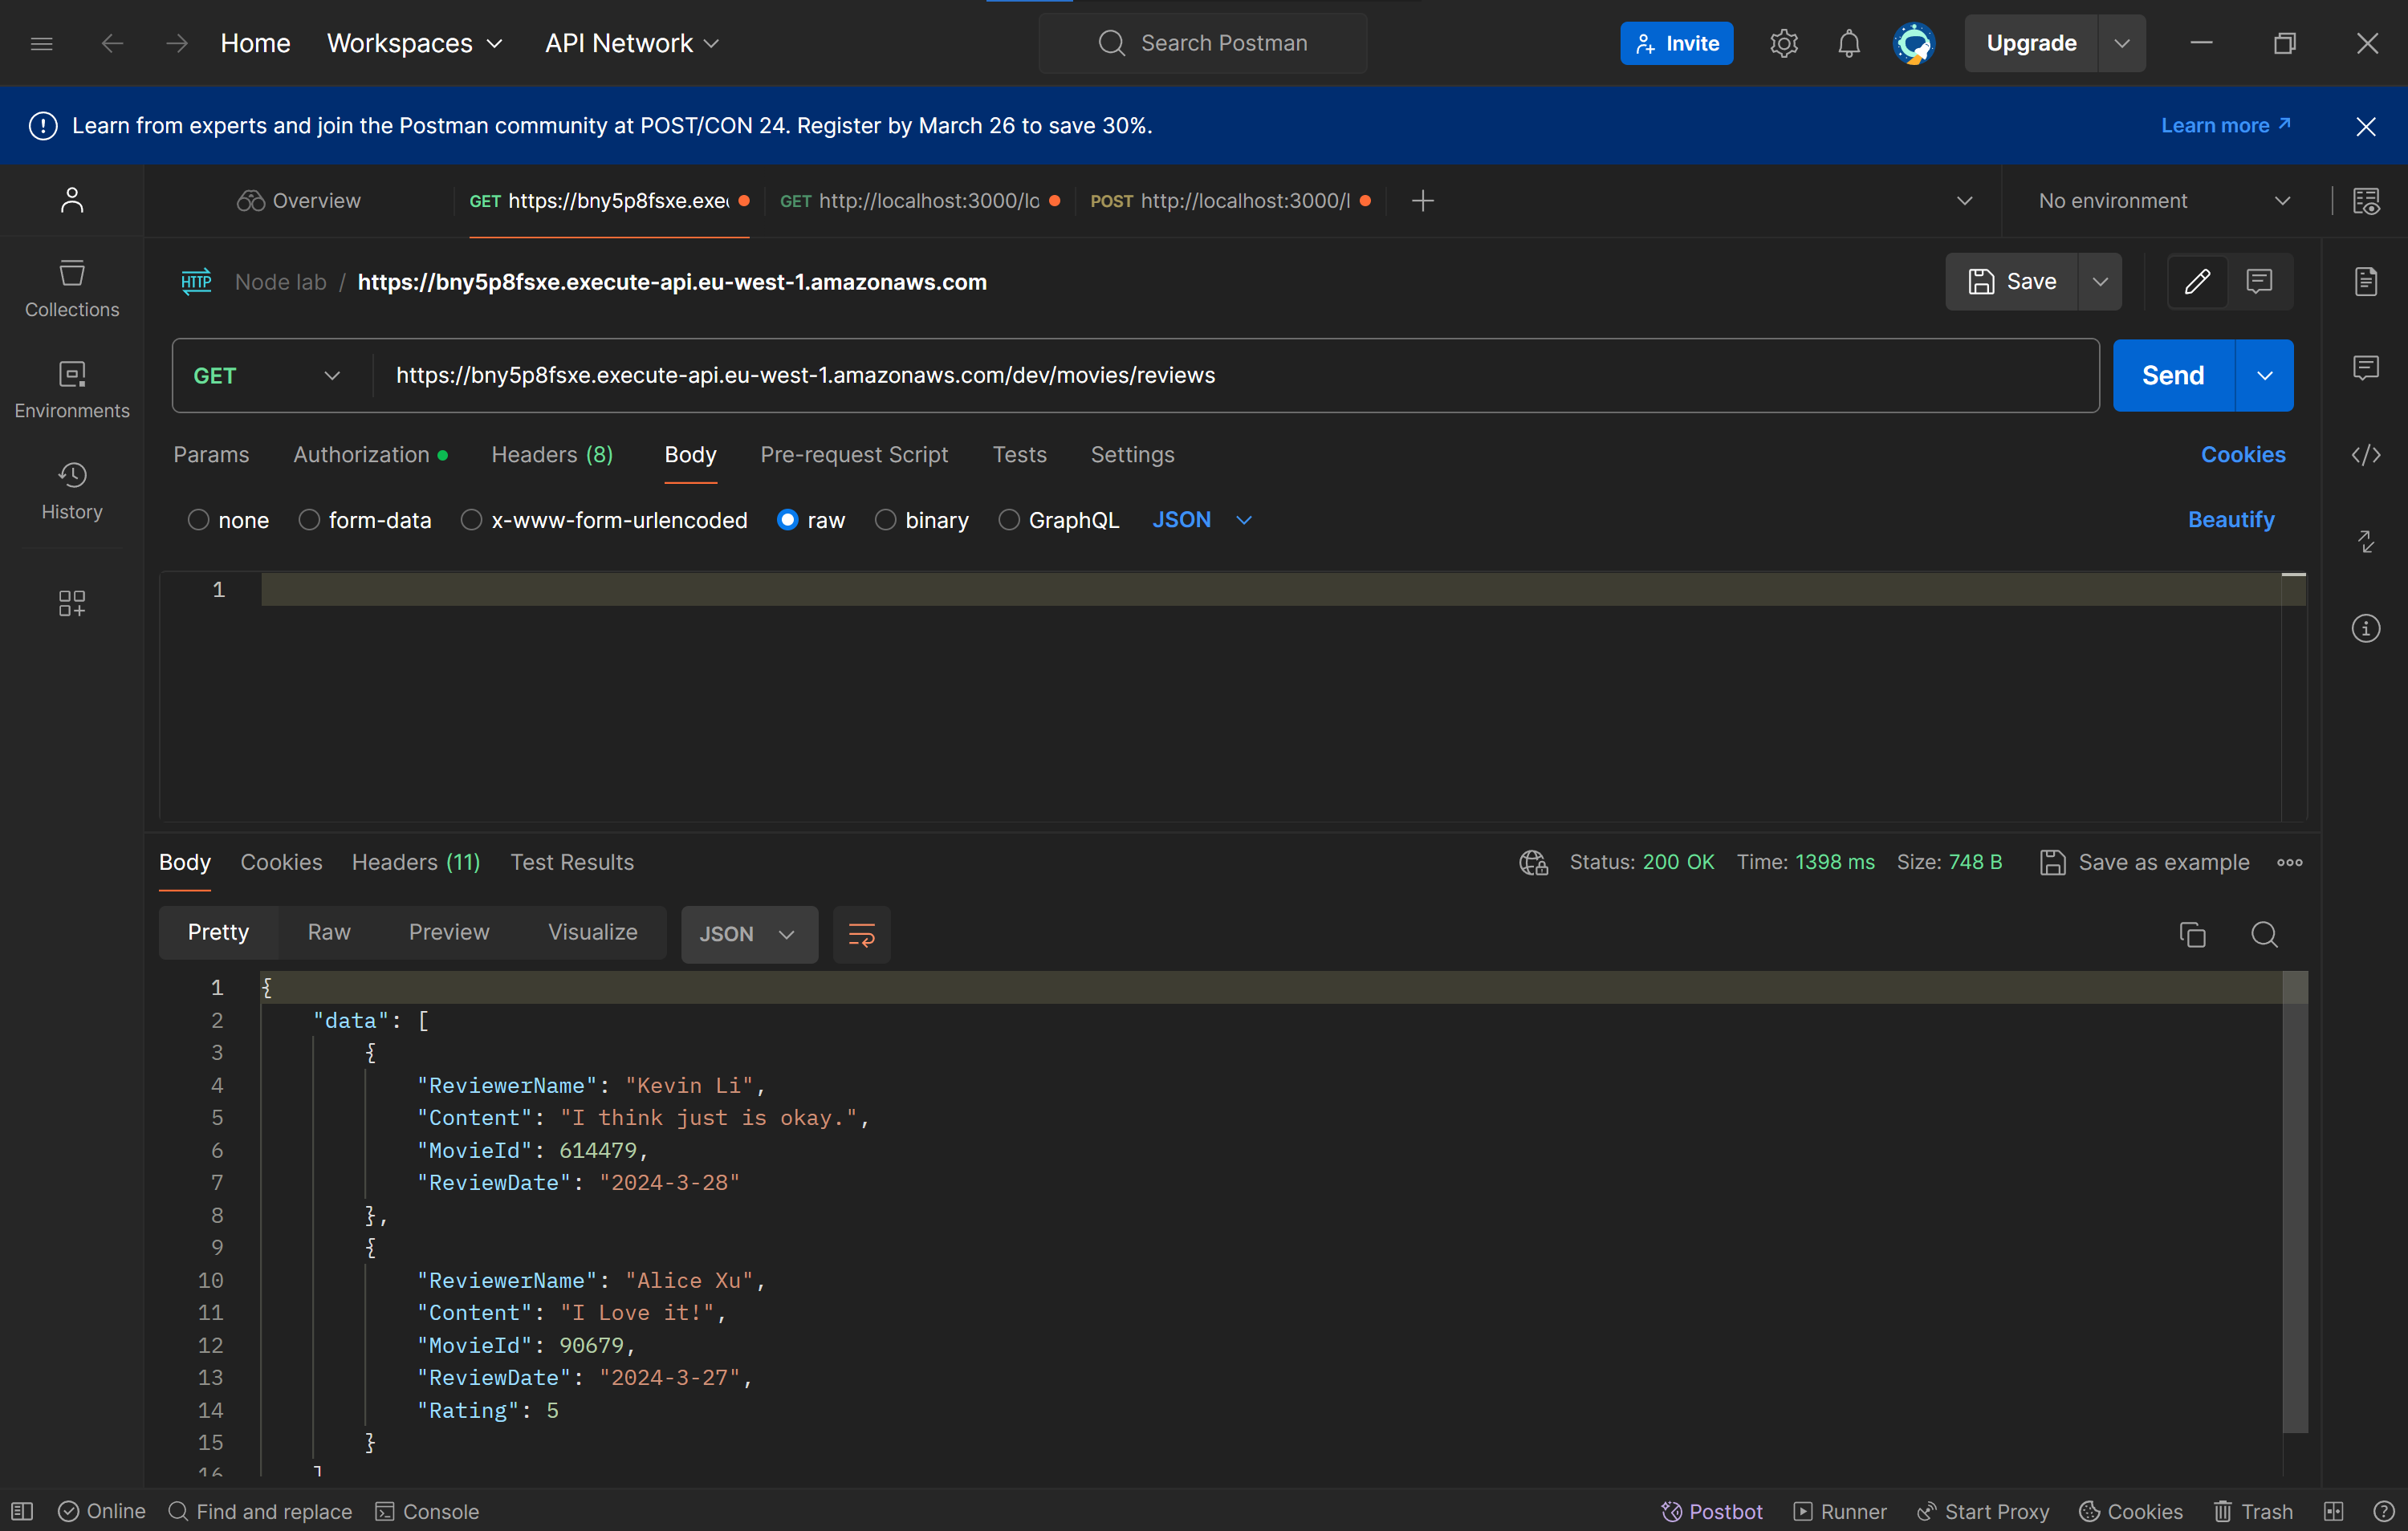 Home Workspaces API Network Search Postman Invite Upgrade
Learn from experts and join the Postman community at POST/CON 24. Register by March 26 to save 30%. Learn more
Overview GET https://bny5p8fsxe.exe GET http://localhost:3000/lo POST http://localhost:3000/l No environment
HTTP Node lab / https://bny5p8fsxe.execute-api.eu-west-1.amazonaws.com Save
Collections
GET https://bny5p8fsxe.execute-api.eu-west-1.amazonaws.com/dev/movies/reviews Send
Environments
Params Authorization Headers (8) Body Pre-request Script Tests Settings Cookies
History
none form-data x-www-form-urlencoded raw binary GraphQL JSON Beautify
1
Body Cookies Headers (11) Test Results Status: 200 OK Time: 1398 ms Size: 748 B Save as example
Pretty Raw Preview Visualize JSON
1 {
2 "data": [
3 {
4 "ReviewerName": "Kevin Li",
5 "Content": "I think just is okay.",
6 "MovieId": 614479,
7 "ReviewDate": "2024-3-28"
8 },
9 {
10 "ReviewerName": "Alice Xu",
11 "Content": "I Love it!",
12 "MovieId": 90679,
13 "ReviewDate": "2024-3-27",
14 "Rating": 5
15 }
16 ]
Online Find and replace Console Postbot Runner Start Proxy Cookies Trash